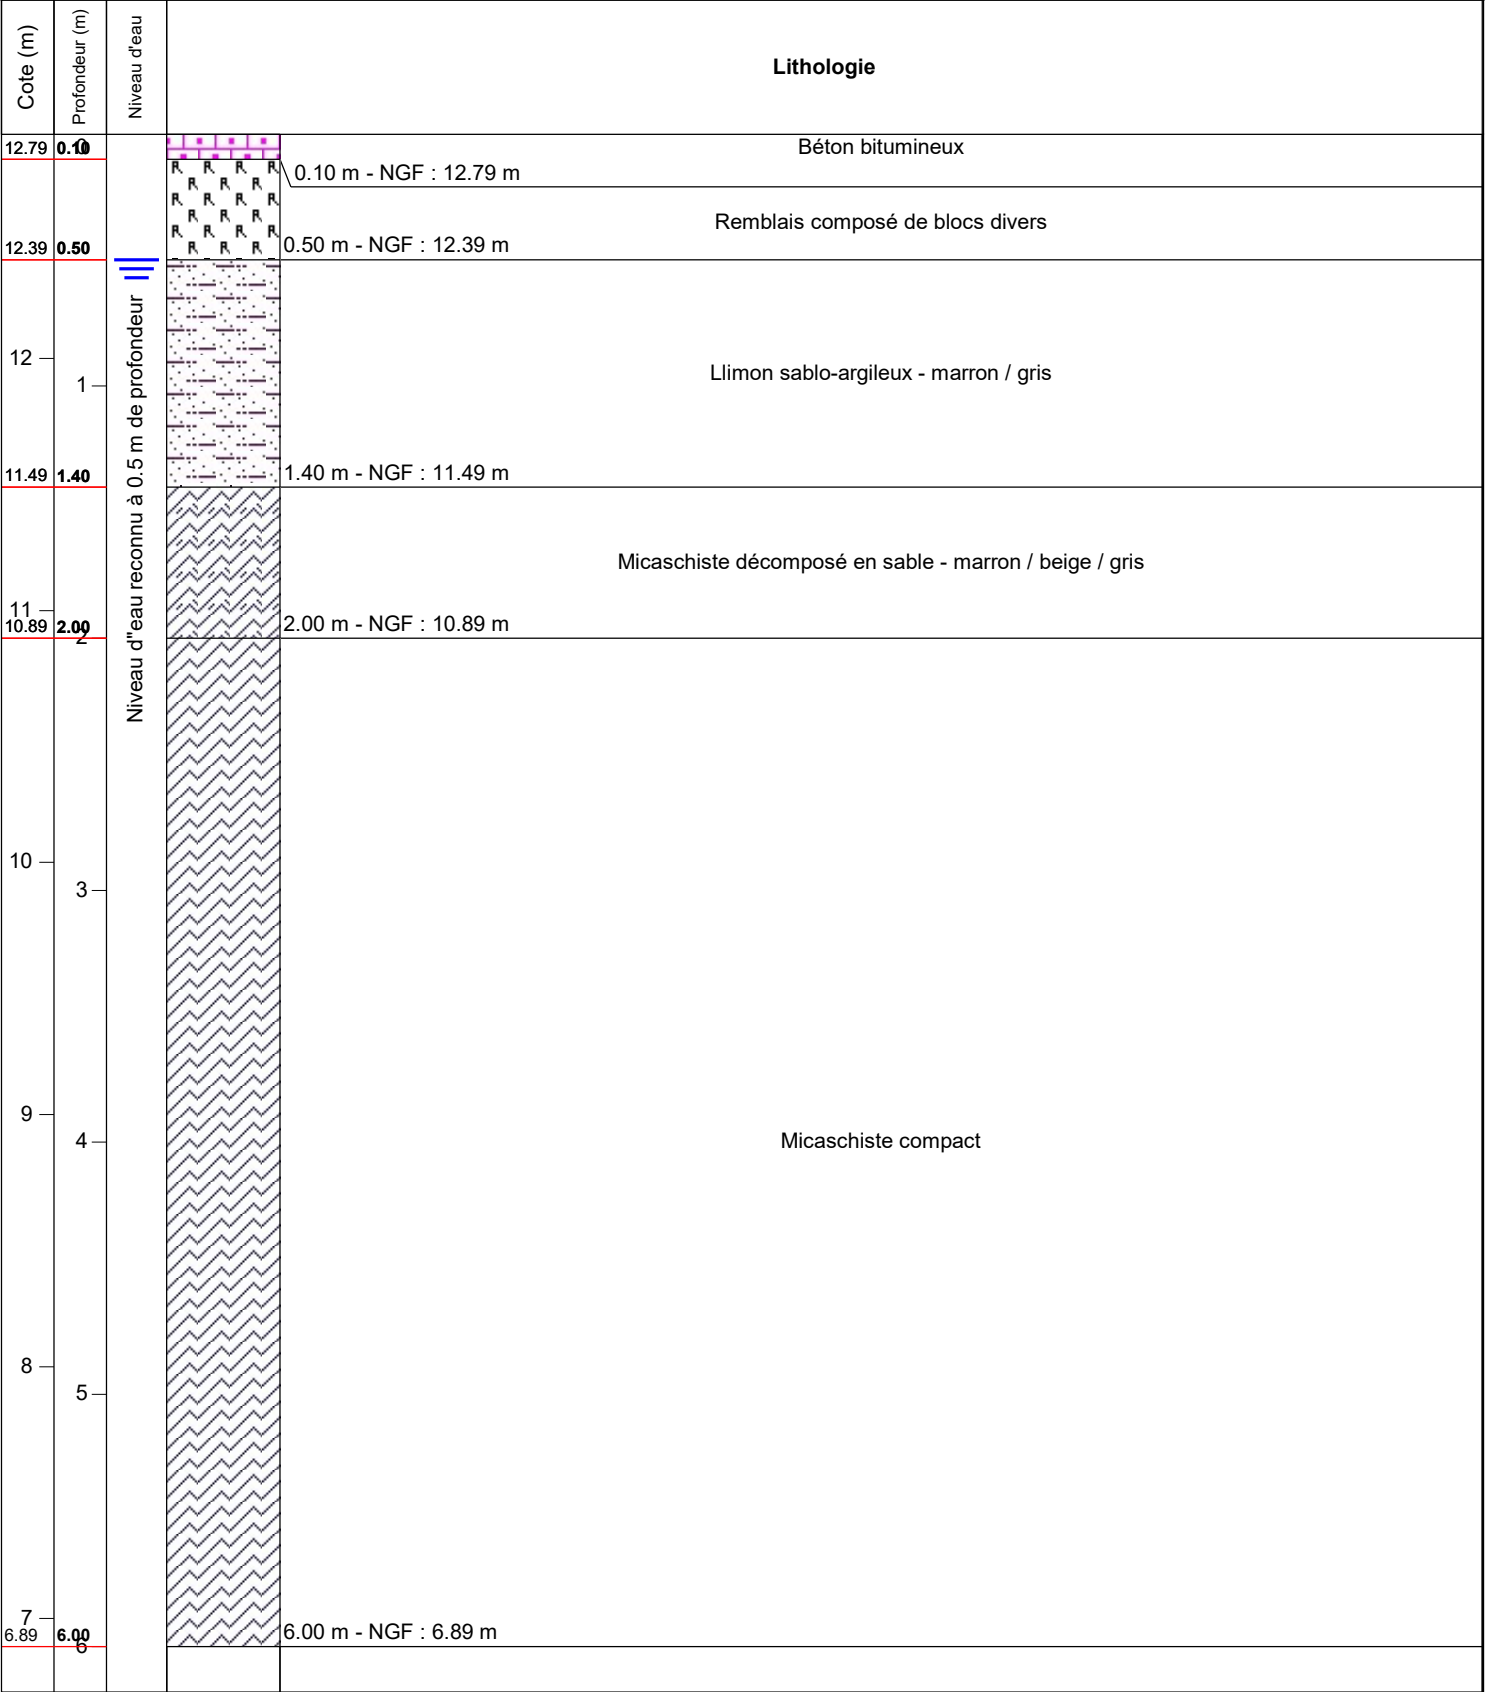 Cote (m)
Profondeur (m)
Niveau d'eau
Lithologie
12.79 0.10
0
Béton bitumineux
0.10 m - NGF : 12.79 m
Remblais composé de blocs divers
12.39 0.50
0.50 m - NGF : 12.39 m
Niveau d"eau reconnu à 0.5 m de profondeur
12
1
Llimon sablo-argileux - marron / gris
11.49 1.40
1.40 m - NGF : 11.49 m
Micaschiste décomposé en sable - marron / beige / gris
11
10.89 2.00
2
2.00 m - NGF : 10.89 m
10
3
9
4
Micaschiste compact
8
5
7
6.89 6.00
6
6.00 m - NGF : 6.89 m